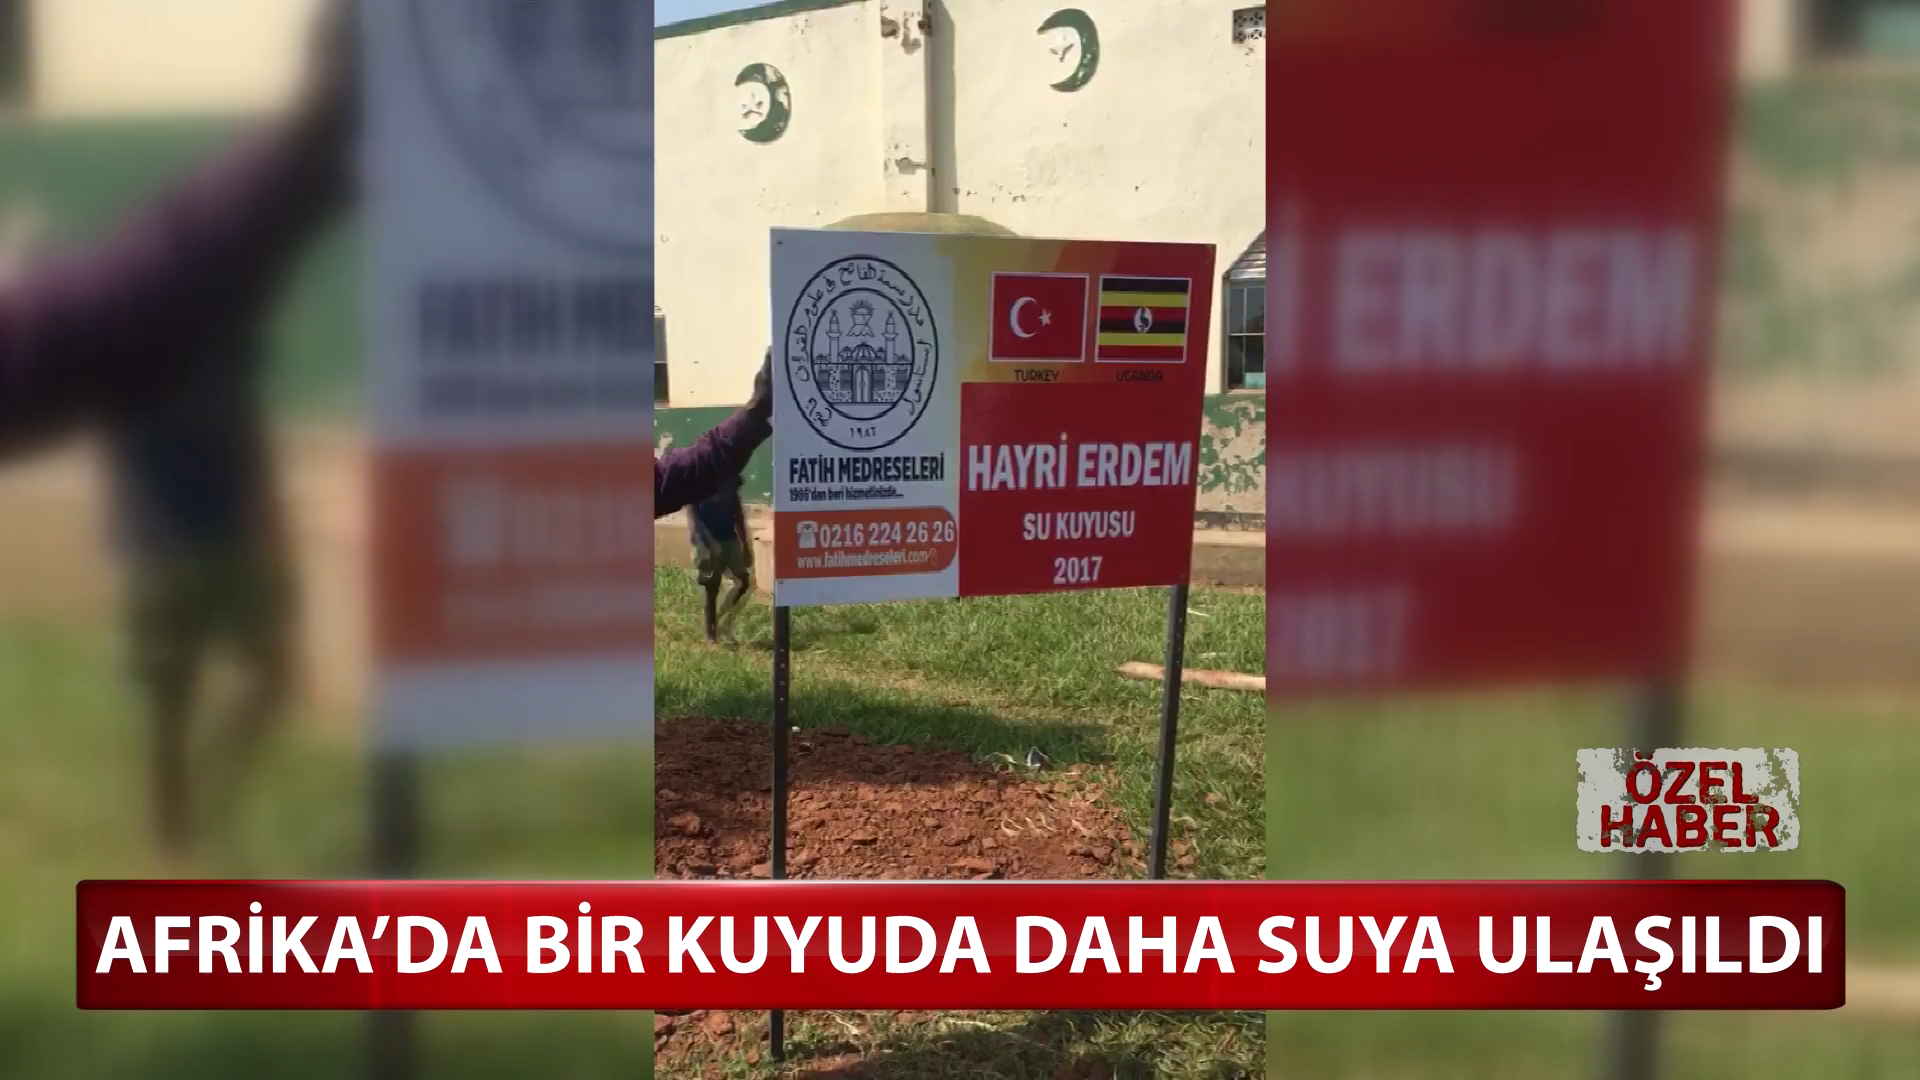 TURKEY
UGANDA
١٩٨٦
FATİH MEDRESELERİ
1986'dan beri hizmetinizde...
0216 224 26 26
www.fatihmedreseleri.com
HAYRİ ERDEM
SU KUYUSU
2017
ÖZEL
HABER
AFRİKA’DA BİR KUYUDA DAHA SUYA ULAŞILDI